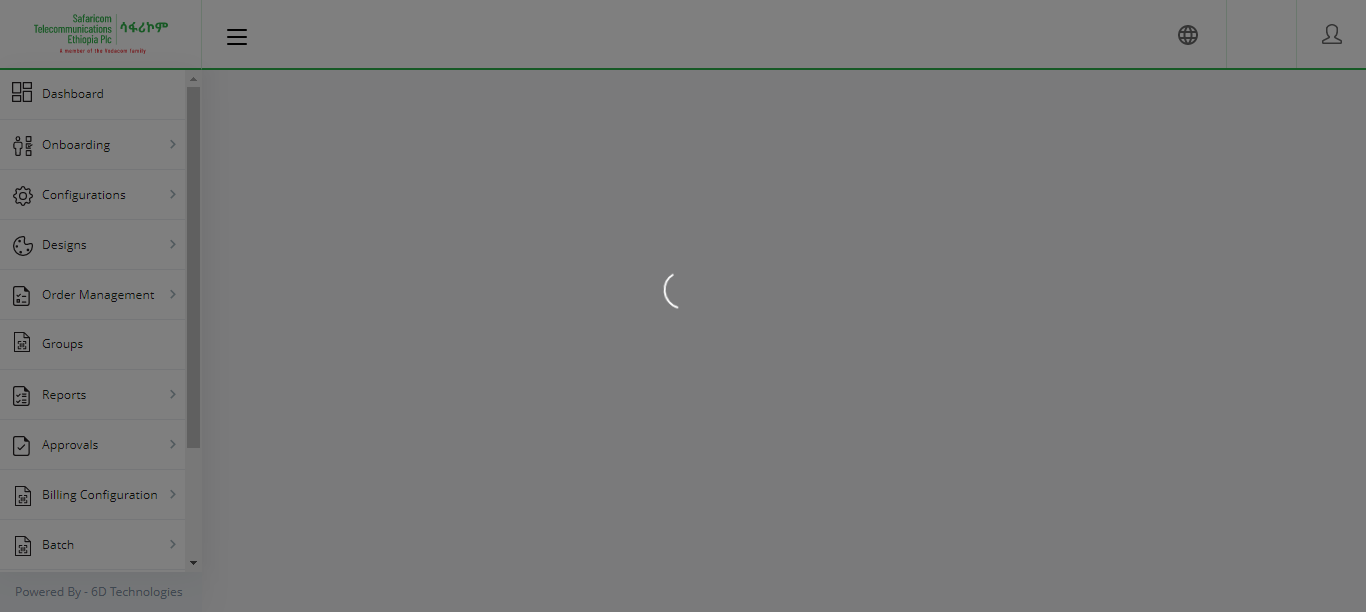 Safaricom
Telecommunications
Ethiopia Plc
ሳፋሪኮም
A member of the Vodacom family
Dashboard
Onboarding
Configurations
Designs
Order Management
Groups
Reports
Approvals
Billing Configuration
Batch
Powered By - 6D Technologies